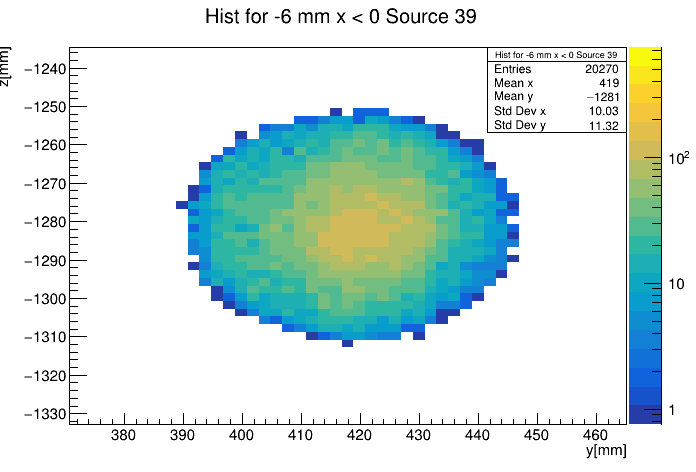 Hist for -6 mm x < 0 Source 39
z[mm]
Hist for -6 mm x < 0 Source 39
Entries 20270
Mean x 419
Mean y −1281
Std Dev x 10.03
Std Dev y 11.32
−1240
−1250
−1260
−1270
−1280
−1290
−1300
−1310
−1320
−1330
10²
10
1
380 390 400 410 420 430 440 450 460
y[mm]